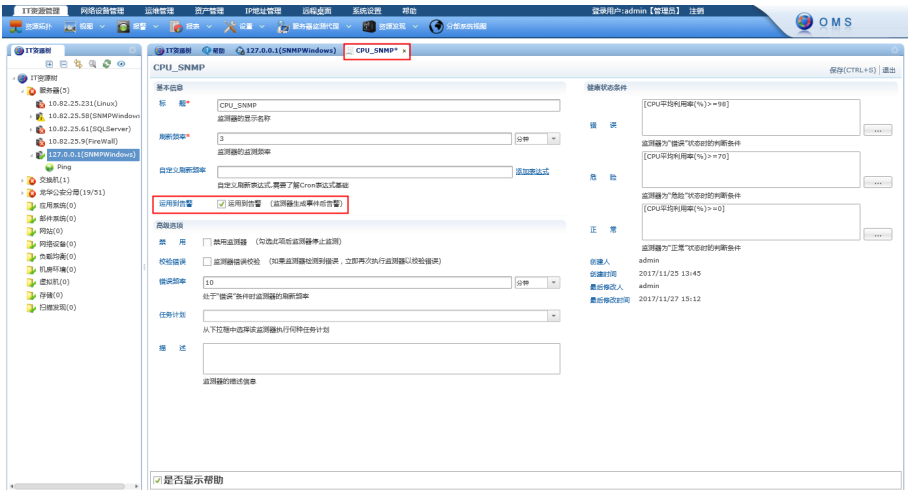 IT资源管理 网络设备管理 运维管理 资产管理 IP地址管理 远程桌面 系统设置 帮助 登录用户:admin【管理员】 注销
资源拓扑 视图 报警 报表 设置 服务器监测代理 资源发现 分部系统视图 OMS
IT资源树 IT资源树 帮助 127.0.0.1(SNMPWindows) CPU_SNMP*
CPU_SNMP 保存(CTRL+S) 退出
IT资源树
服务器(5)
10.82.25.231(Linux)
10.82.25.58(SNMPWindown
10.82.25.61(SQLServer)
10.82.25.9(FireWall)
127.0.0.1(SNMPWindows)
Ping
交换机(1)
龙华公安分局(19/51)
应用系统(0)
部件系统(0)
网站(0)
网络设备(0)
负载均衡(0)
机房环境(0)
虚拟机(0)
存储(0)
扫描发现(0)
基本信息
标 题* CPU_SNMP
监测器的显示名称
刷新频率* 3 分钟
监测器的监测频率
自定义刷新频率 添加表达式
自定义刷新表达式,需要了解Cron表达式基础
运用到告警 运用到告警 (监测器生成事件后告警)
高级选项
禁 用 禁用监测器 (勾选此项后监测器停止监测)
校验错误 监测器错误校验 (如果监测器检测到错误,立即再次执行监测器以校验错误)
错误频率 10 分钟
处于"错误"条件时监测器的刷新频率
任务计划
从下拉框中选择该监测器执行何种任务计划
描 述
监测器的描述信息
健康状态条件
错 误 [CPU平均利用率(%)>=98] ...
监测器为"错误"状态时的判断条件
危 险 [CPU平均利用率(%)>=70] ...
监测器为"危险"状态时的判断条件
正 常 [CPU平均利用率(%)>=0] ...
监测器为"正常"状态时的判断条件
创建人 admin
创建时间 2017/11/25 13:45
最后修改人 admin
最后修改时间 2017/11/27 15:12
是否显示帮助